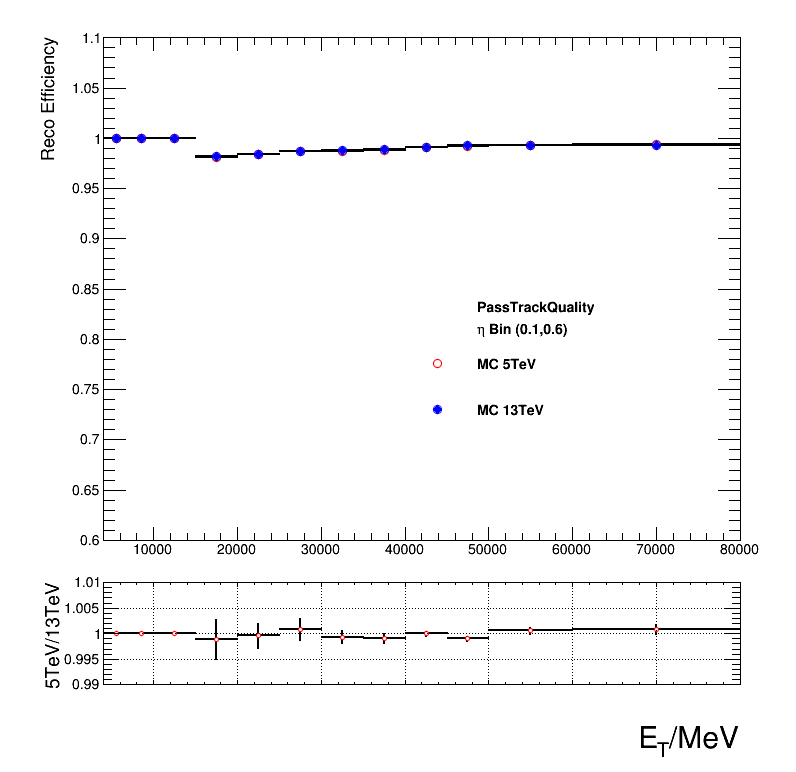 Reco Efficiency
1.1
1.05
1
0.95
0.9
0.85
0.8
0.75
0.7
0.65
0.6
PassTrackQuality
η Bin (0.1,0.6)
MC 5TeV
MC 13TeV
10000 20000 30000 40000 50000 60000 70000 80000
5TeV/13TeV
1.01
1.005
1
0.995
0.99
E_T/MeV